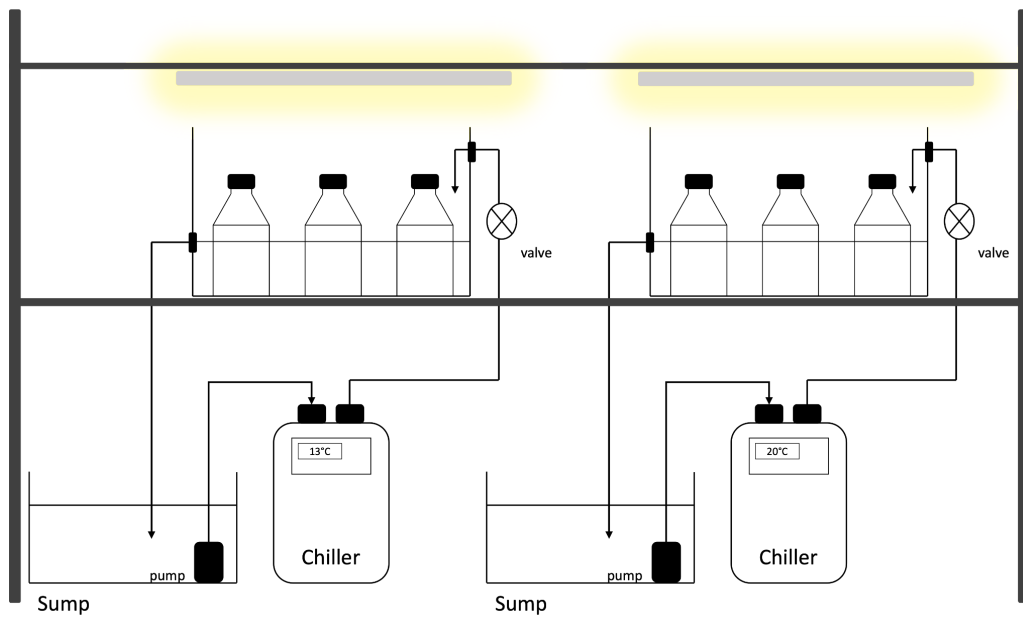 valve
valve
13°C
20°C
Chiller
Chiller
pump
pump
Sump
Sump